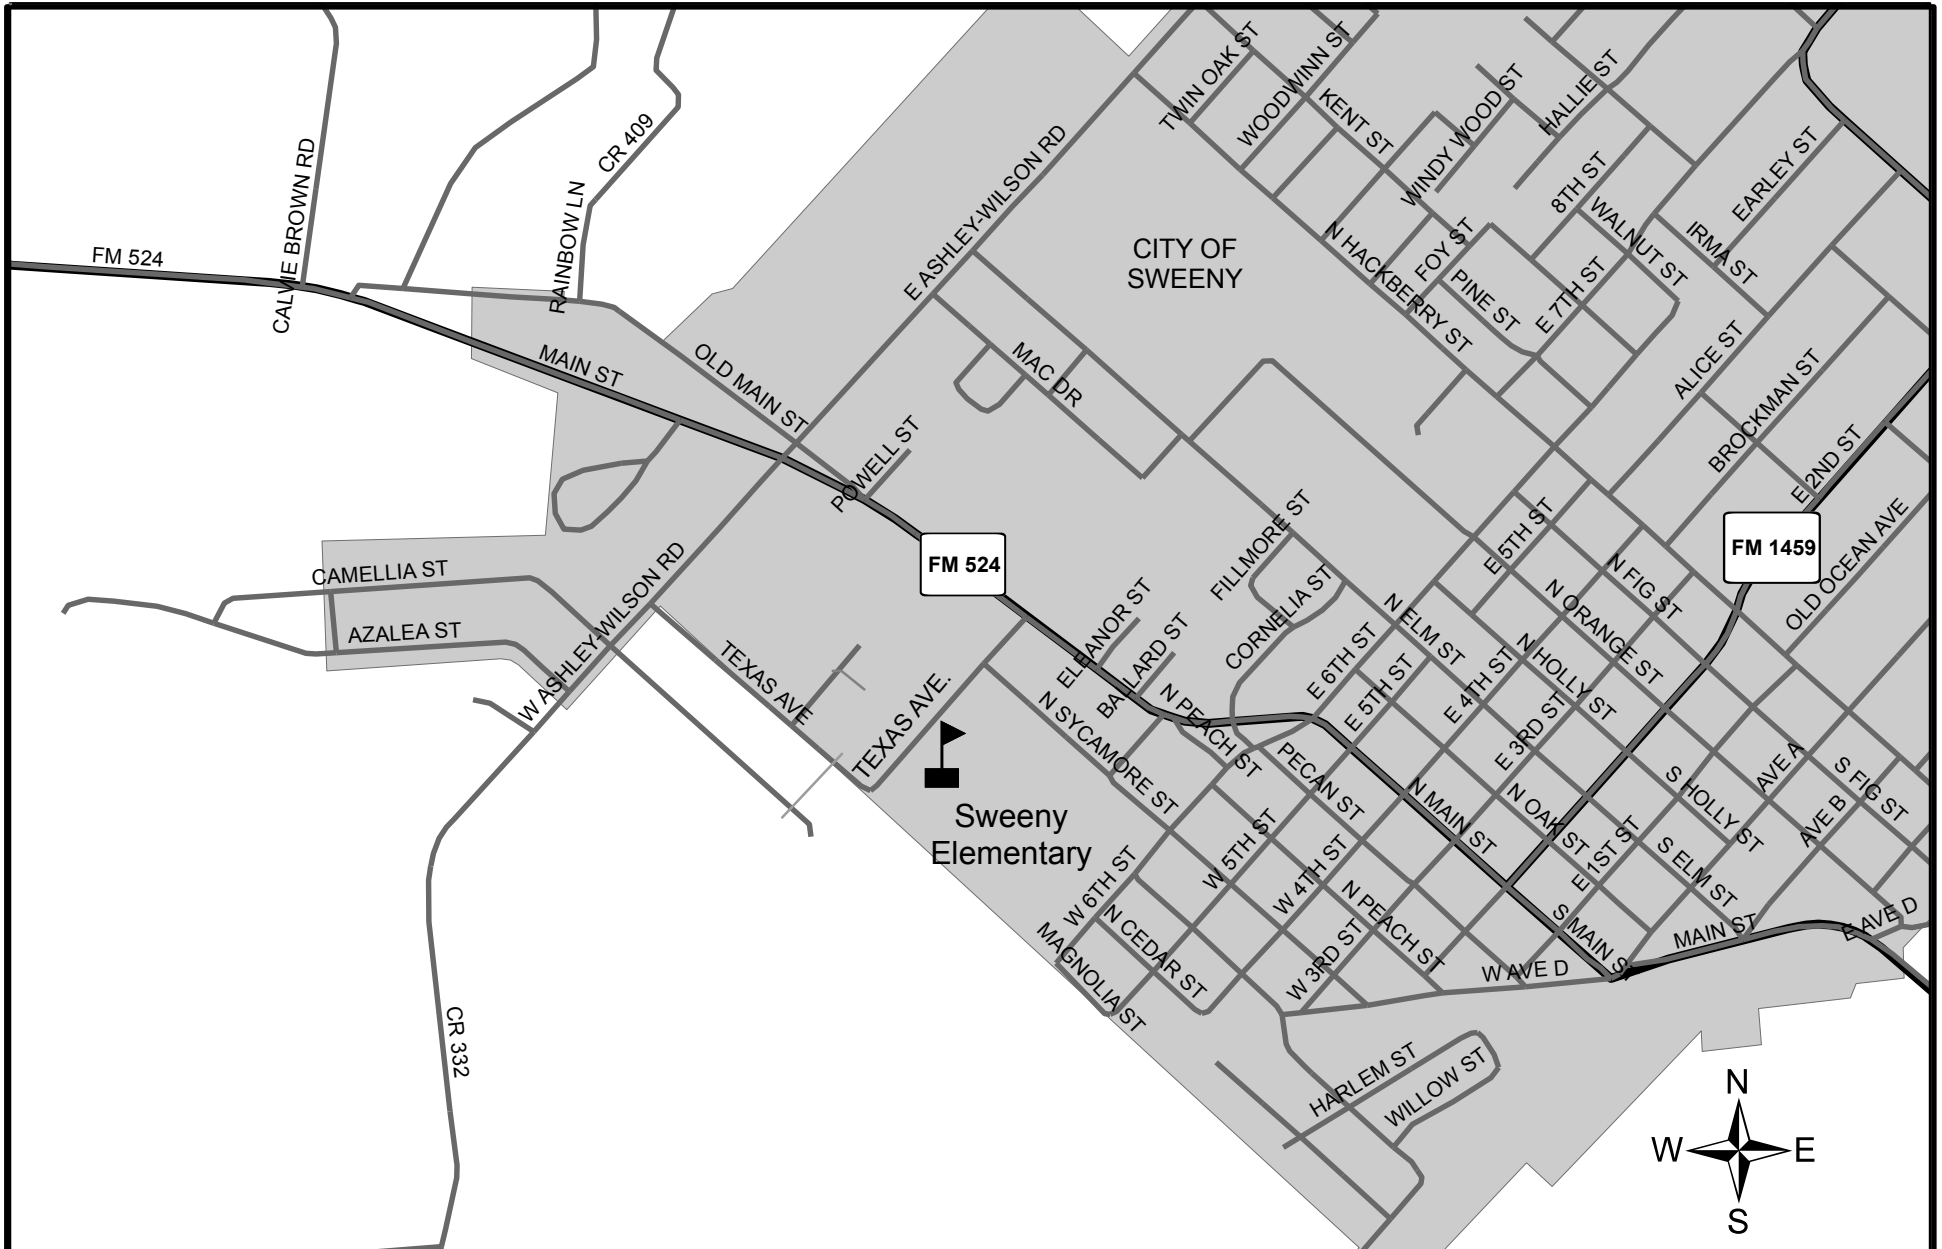 TWIN OAK ST
WOODWINN ST
KENT ST
WINDY WOOD ST
HALLIE ST
CR 409
CALVIE BROWN RD
RAINBOW LN
E ASHLEY-WILSON RD
8TH ST
EARLEY ST
WALNUT ST
IRMA ST
FM 524
CITY OF
SWEENY
N HACKBERRY ST
FOY ST
PINE ST
E 7TH ST
MAIN ST
OLD MAIN ST
MAC DR
ALICE ST
BROCKMAN ST
POWELL ST
E 2ND ST
FM 524
FILLMORE ST
E 5TH ST
FM 1459
OLD OCEAN AVE
CAMELLIA ST
AZALEA ST
W ASHLEY-WILSON RD
ELEANOR ST
BALLARD ST
CORNELIA ST
N ELM ST
N ORANGE ST
N FIG ST
TEXAS AVE
TEXAS AVE.
N SYCAMORE ST
N PEACH ST
E 6TH ST
E 5TH ST
E 4TH ST
N HOLLY ST
E 3RD ST
PECAN ST
N MAIN ST
N OAK ST
S HOLLY ST
AVE A
S FIG ST
AVE B
Sweeny
Elementary
W 6TH ST
W 5TH ST
W 4TH ST
E 1ST ST
S ELM ST
N CEDAR ST
MAGNOLIA ST
N PEACH ST
W 3RD ST
S MAIN ST
W AVE D
MAIN ST
E AVE D
CR 332
HARLEM ST
WILLOW ST
N
W
E
S